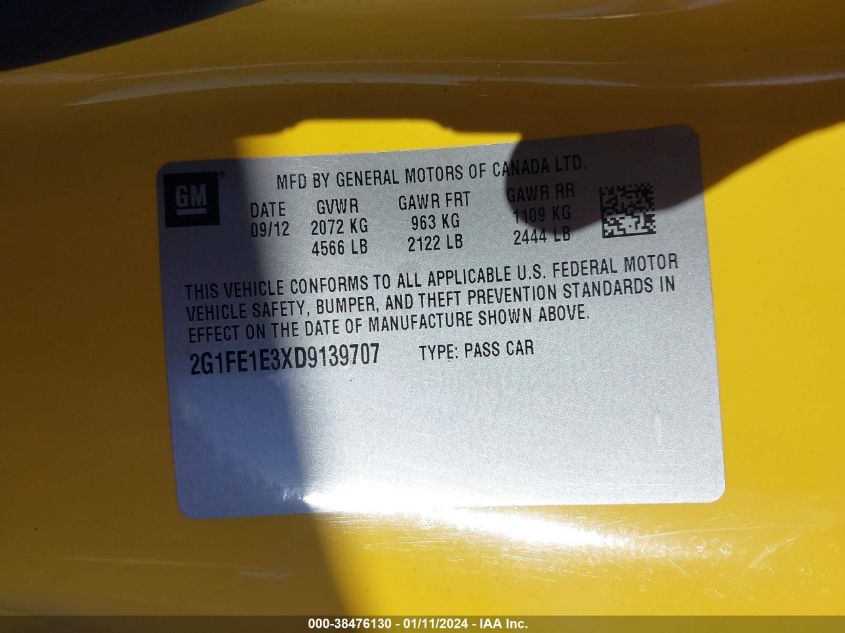 GM ®
MFD BY GENERAL MOTORS OF CANADA LTD.
DATE GVWR GAWR FRT GAWR RR
09/12 2072 KG 963 KG 1109 KG
4566 LB 2122 LB 2444 LB
THIS VEHICLE CONFORMS TO ALL APPLICABLE U.S. FEDERAL MOTOR
VEHICLE SAFETY, BUMPER, AND THEFT PREVENTION STANDARDS IN
EFFECT ON THE DATE OF MANUFACTURE SHOWN ABOVE.
2G1FE1E3XD9139707 TYPE: PASS CAR
000-38476130 - 01/11/2024 - IAAI Inc.